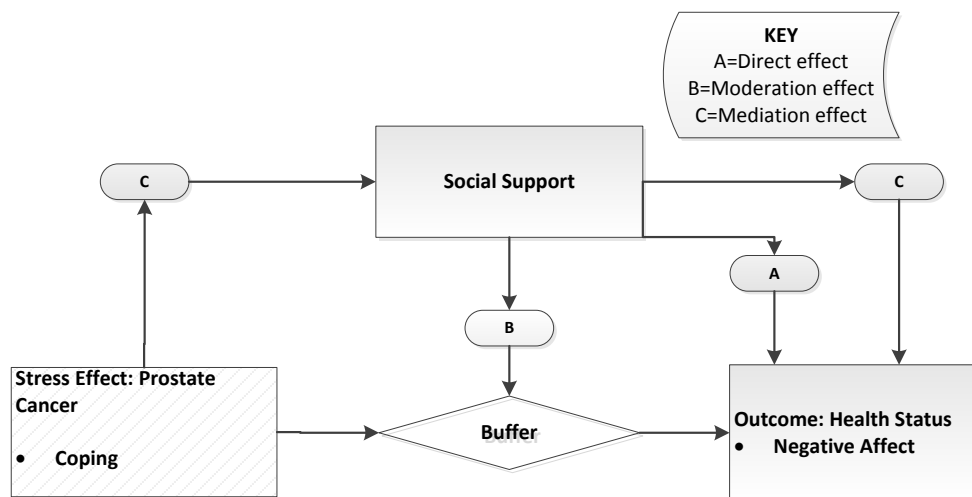 KEY
A=Direct effect
B=Moderation effect
C=Mediation effect
C
Social Support
C
A
B
Stress Effect: Prostate
Cancer
• Coping
Buffer
Outcome: Health Status
• Negative Affect